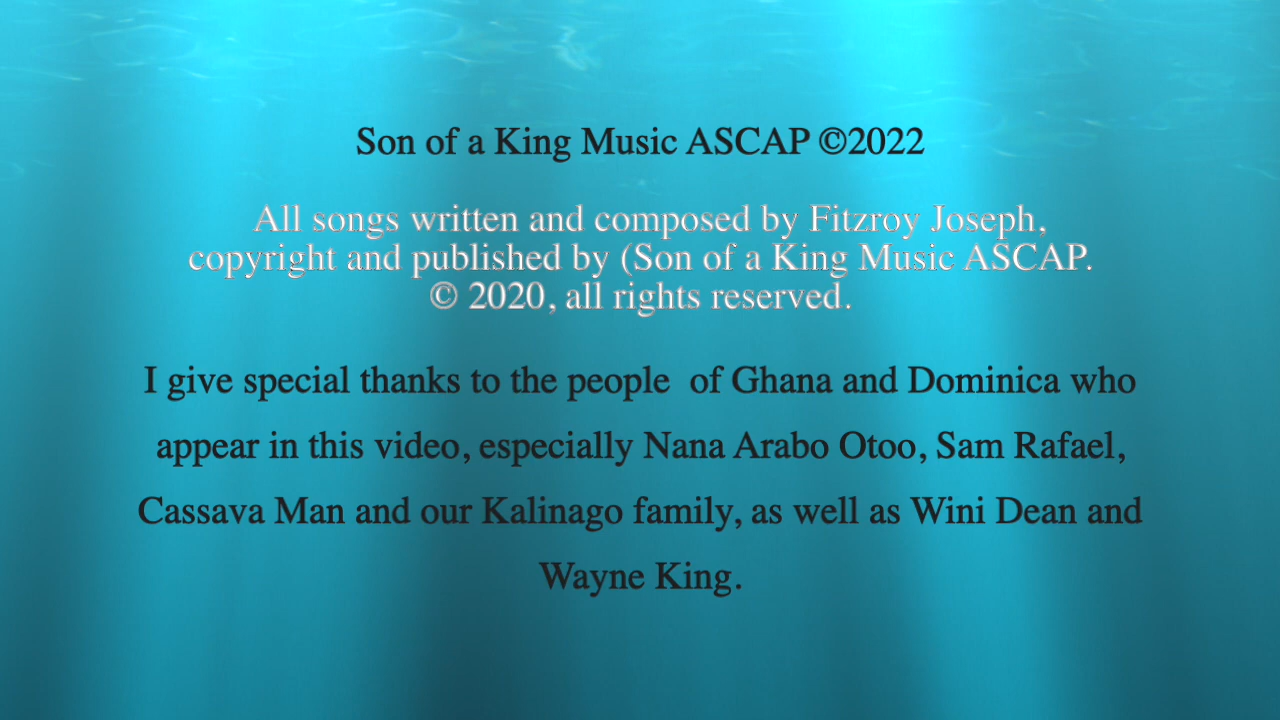 Son of a King Music ASCAP ©2022
All songs written and composed by Fitzroy Joseph,
copyright and published by (Son of a King Music ASCAP.
© 2020, all rights reserved.
I give special thanks to the people  of Ghana and Dominica who
appear in this video, especially Nana Arabo Otoo, Sam Rafael,
Cassava Man and our Kalinago family, as well as Wini Dean and
Wayne King.